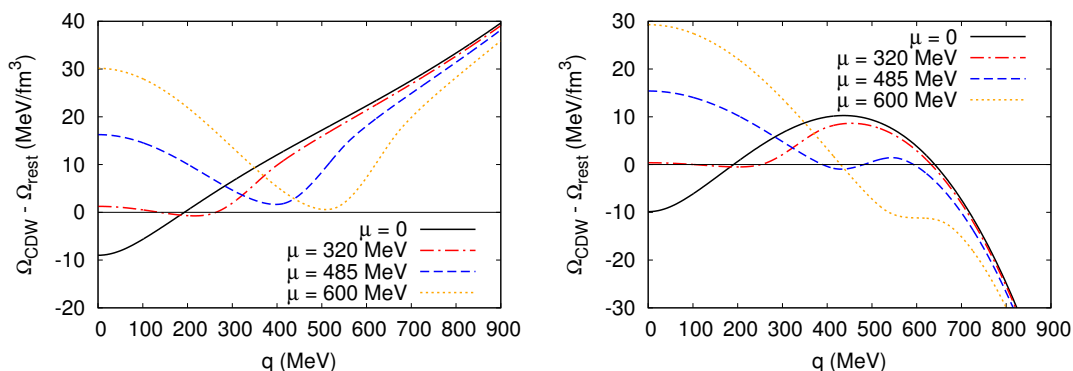 Ω_CDW - Ω_rest (MeV/fm³)
40
30
20
10
0
-10
-20
0 100 200 300 400 500 600 700 800 900
q (MeV)
μ = 0
μ = 320 MeV
μ = 485 MeV
μ = 600 MeV
Ω_CDW - Ω_rest (MeV/fm³)
30
20
10
0
-10
-20
-30
0 100 200 300 400 500 600 700 800 900
q (MeV)
μ = 0
μ = 320 MeV
μ = 485 MeV
μ = 600 MeV